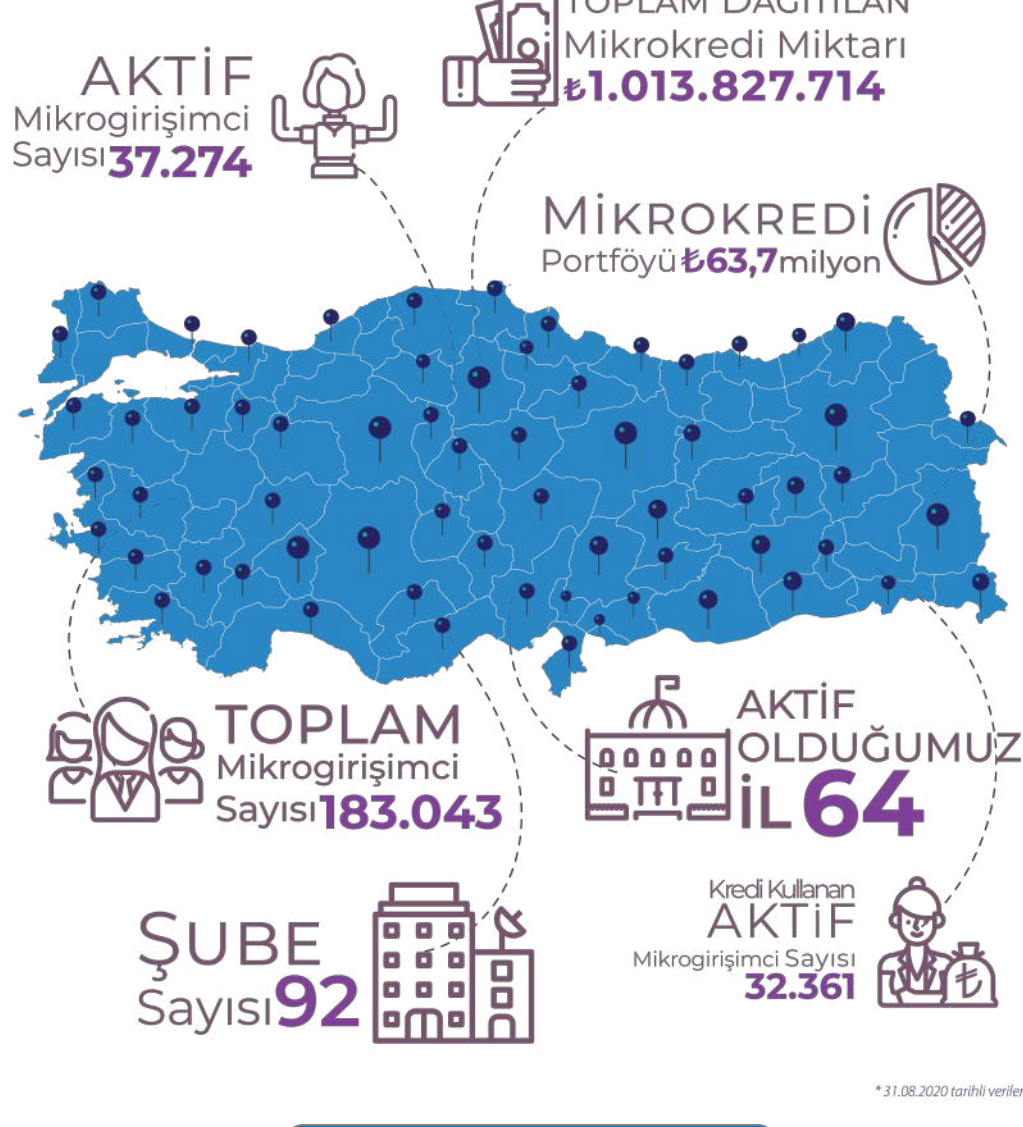 TOPLAM DAĞITILAN
Mikrokredi Miktarı
₺1.013.827.714
AKTİF
Mikrogirişimci
Sayısı 37.274
MİKROKREDİ
Portföyü ₺63,7 milyon
TOPLAM
Mikrogirişimci
Sayısı 183.043
AKTİF
OLDUĞUMUZ
İL 64
ŞUBE
Sayısı 92
Kredi Kullanan
AKTİF
Mikrogirişimci Sayısı
32.361
₺
* 31.08.2020 tarihli veriler